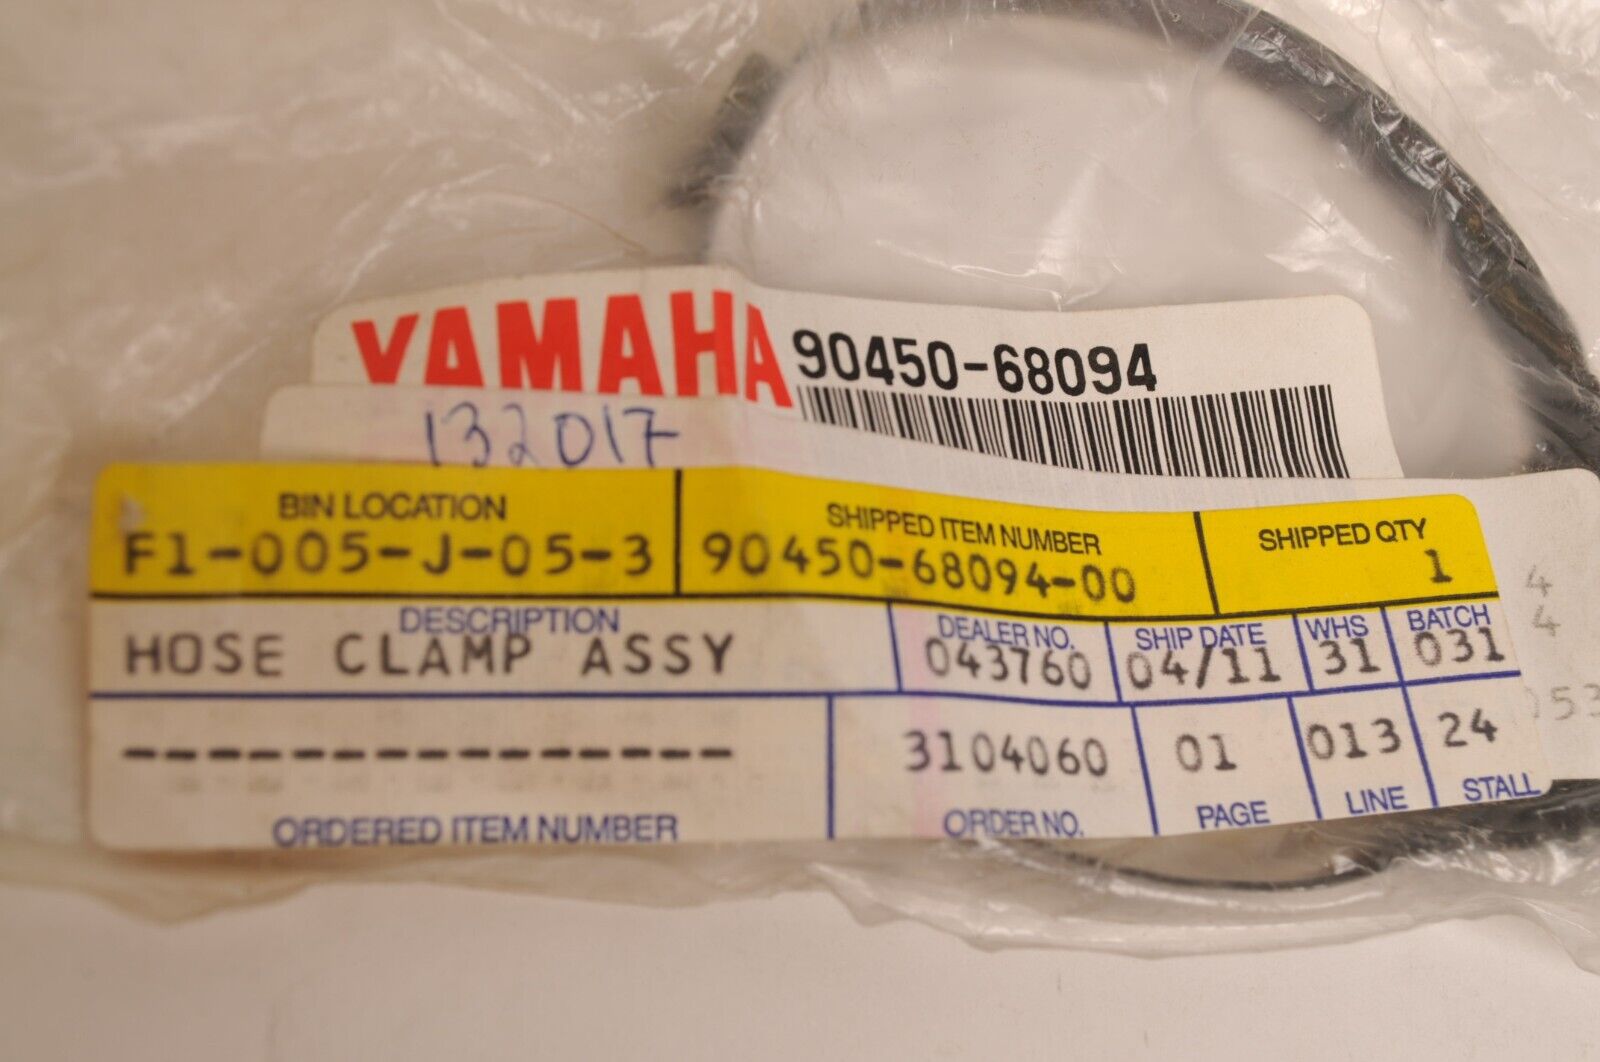 YAMAHA 90450-68094
132017
BIN LOCATION SHIPPED ITEM NUMBER SHIPPED QTY
F1-005-J-05-3 90450-68094-00 1
DESCRIPTION DEALER NO. SHIP DATE WHS BATCH
HOSE CLAMP ASSY 043760 04/11 31 031
-------------- 3104060 01 013 24
ORDERED ITEM NUMBER ORDER NO. PAGE LINE STALL
4
4
053